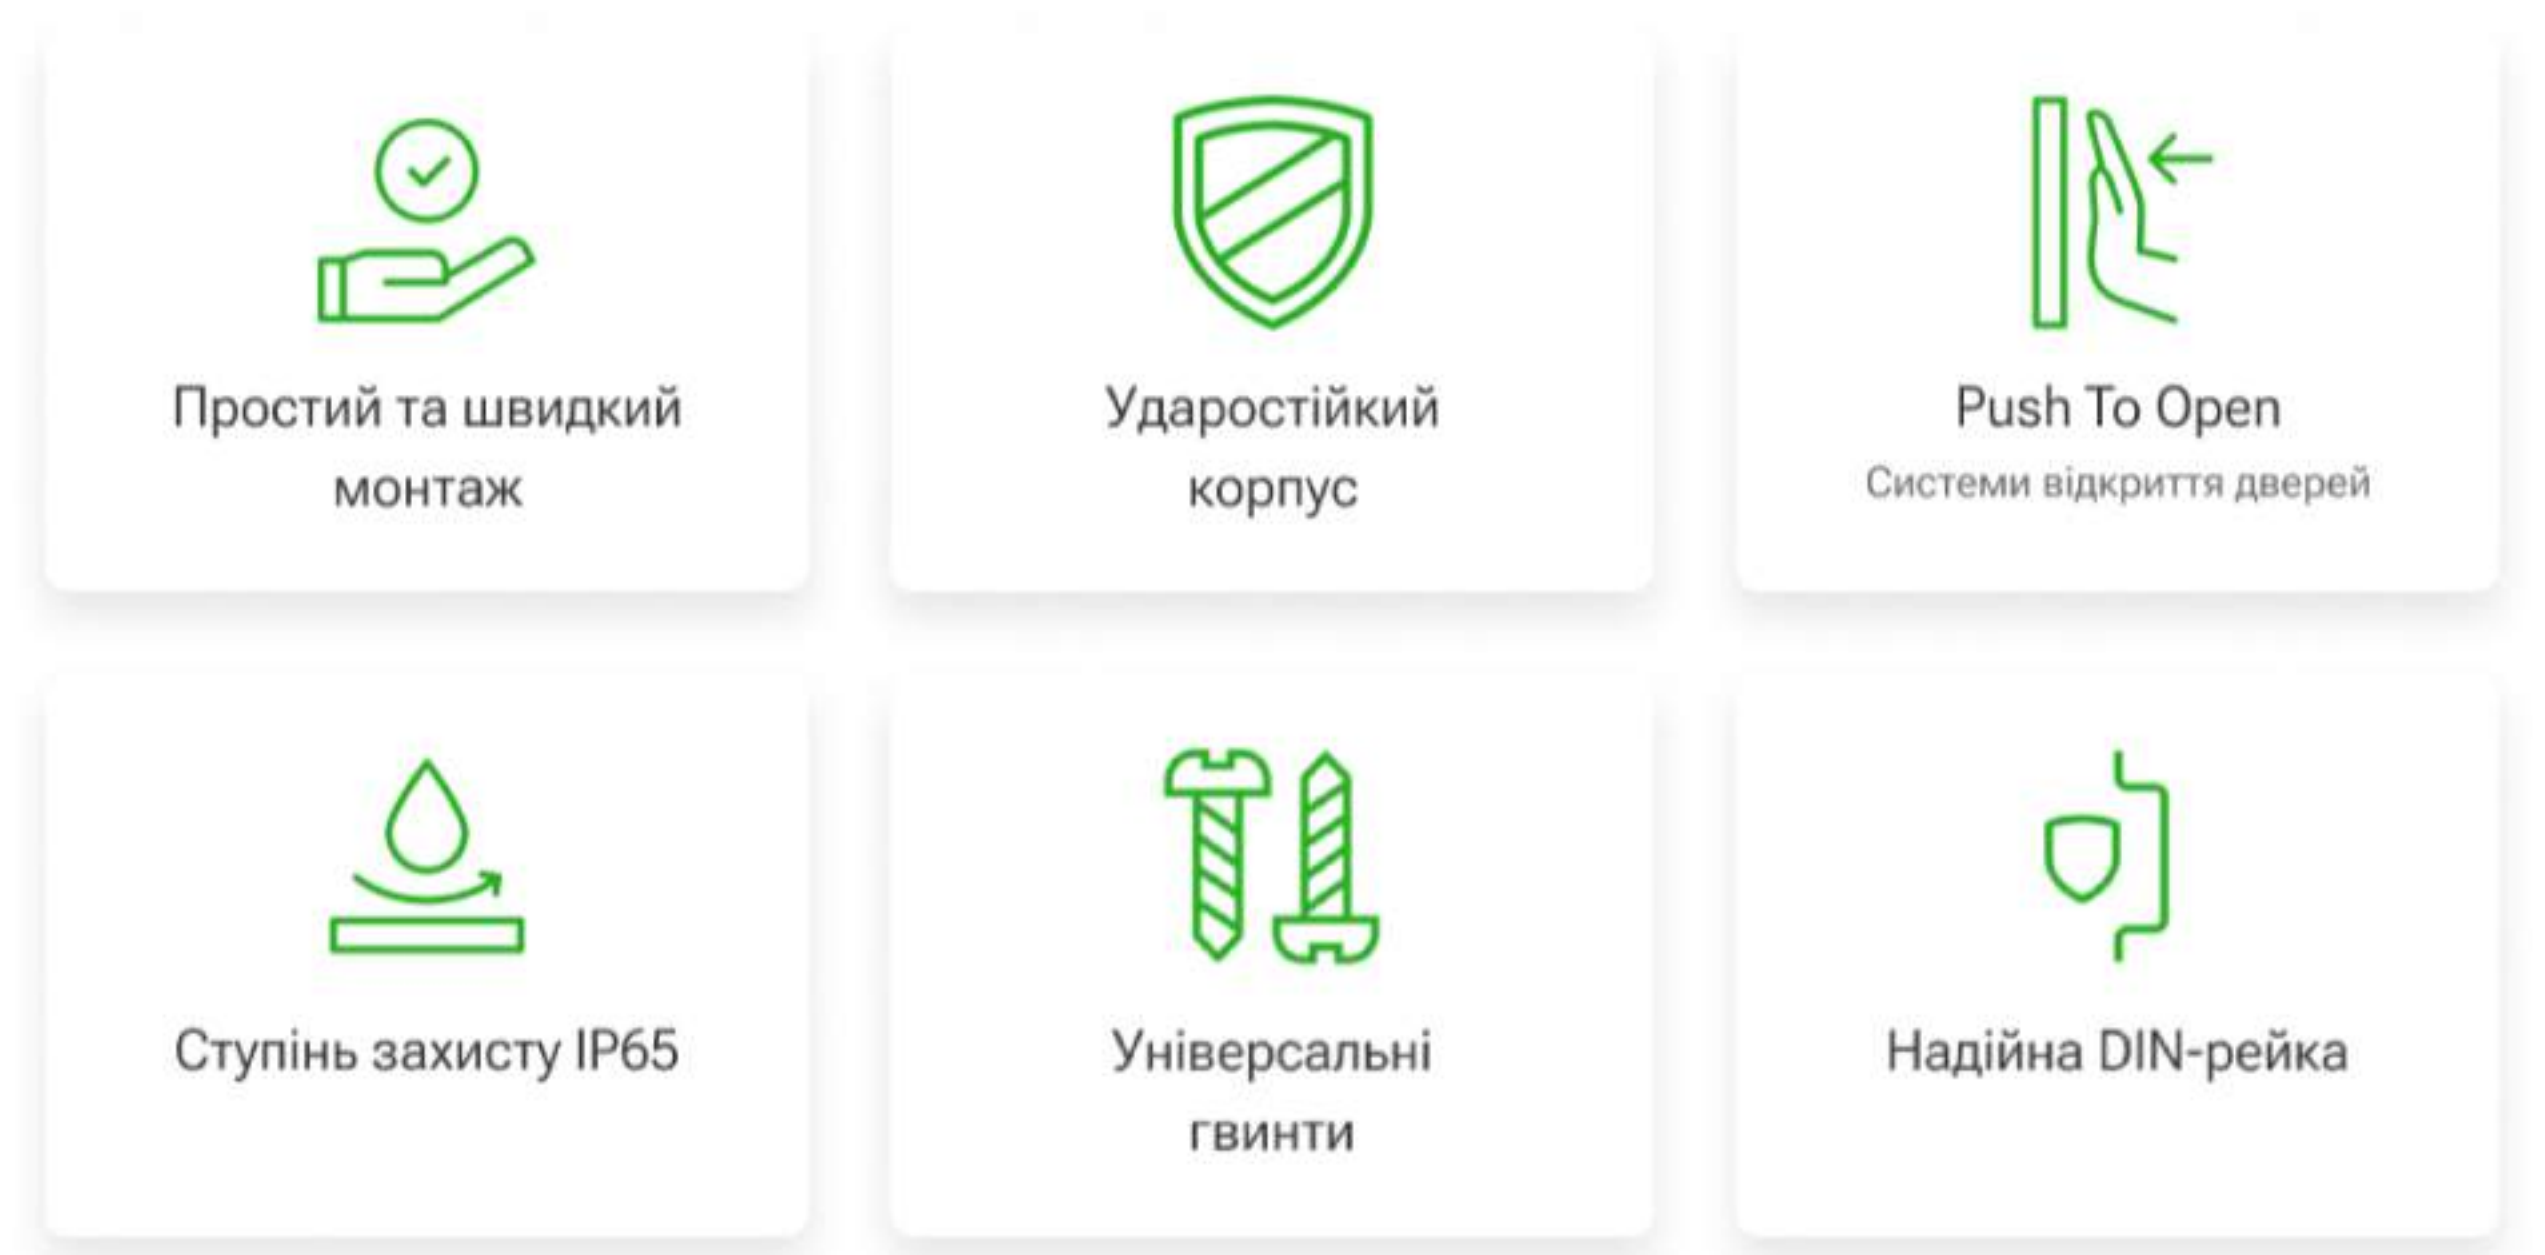 Простий та швидкий
монтаж
Ударостійкий
корпус
Push To Open
Системи відкриття дверей
Ступінь захисту IP65
Універсальні
гвинти
Надійна DIN-рейка